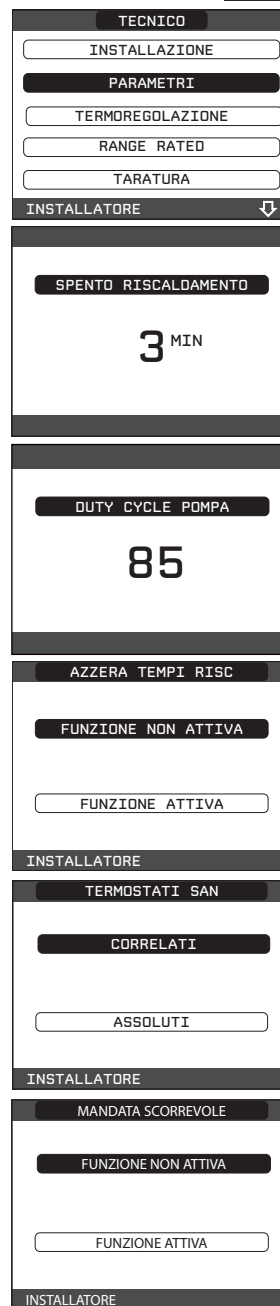 TECNICO
INSTALLAZIONE
PARAMETRI
TERMOREGOLAZIONE
RANGE RATED
TARATURA
INSTALLATORE
SPENTO RISCALDAMENTO
3 MIN
DUTY CYCLE POMPA
85
AZZERA TEMPI RISC
FUNZIONE NON ATTIVA
FUNZIONE ATTIVA
INSTALLATORE
TERMOSTATI SAN
CORRELATI
ASSOLUTI
INSTALLATORE
MANDATA SCORREVOLE
FUNZIONE NON ATTIVA
FUNZIONE ATTIVA
INSTALLATORE